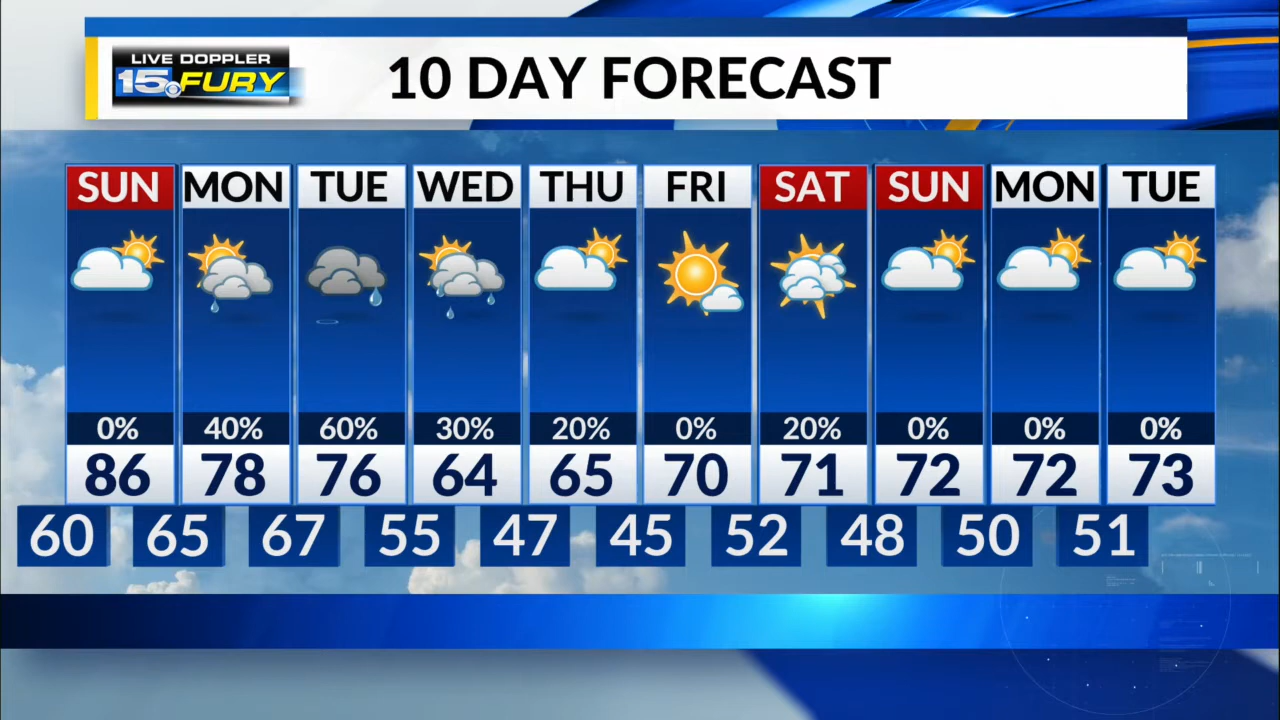 LIVE DOPPLER
15 FURY
10 DAY FORECAST
SUN MON TUE WED THU FRI SAT SUN MON TUE
0% 40% 60% 30% 20% 0% 20% 0% 0% 0%
86 78 76 64 65 70 71 72 72 73
60 65 67 55 47 45 52 48 50 51